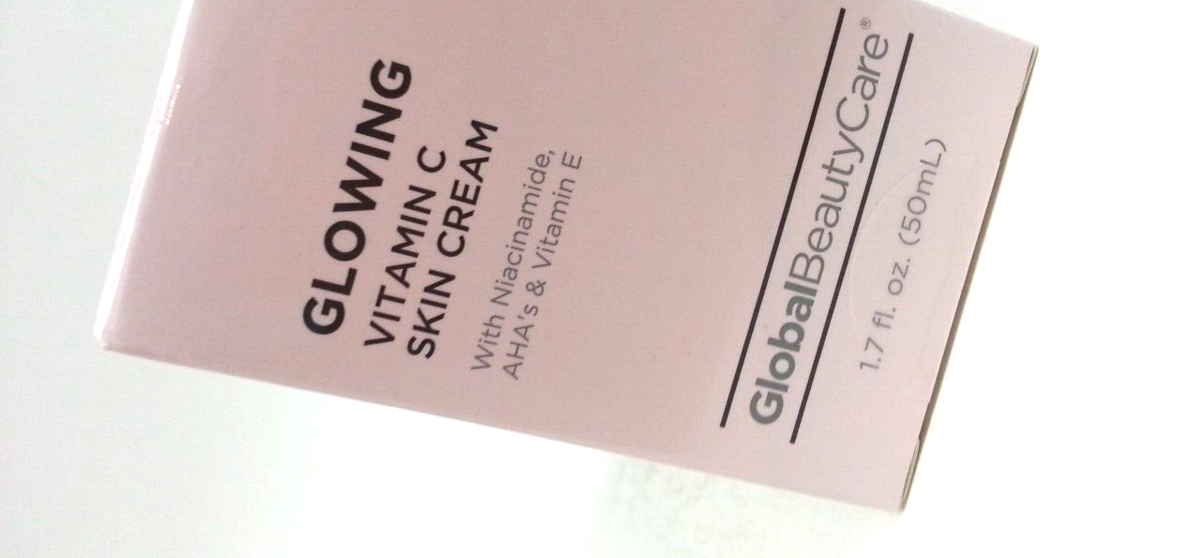 GLOWING
VITAMIN C
SKIN CREAM
With Niacinamide,
AHA's & Vitamin E
GlobalBeautyCare®
1.7 fl. oz. (50mL)